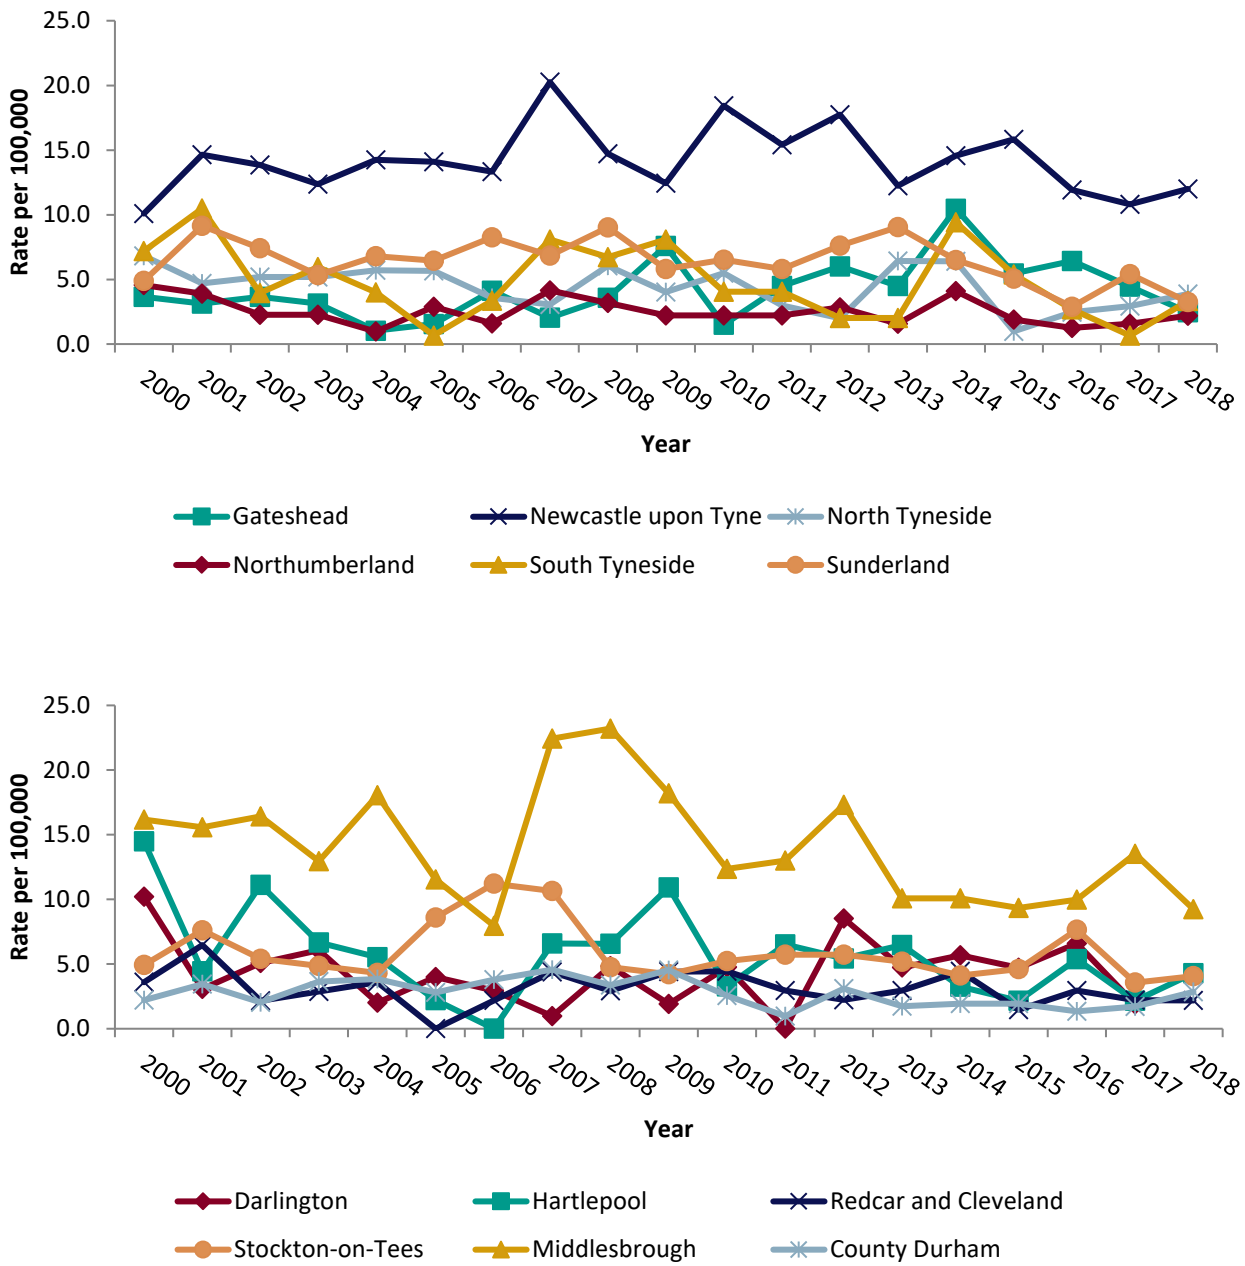 25.0
20.0
15.0
10.0
5.0
0.0
Rate per 100,000
2000 2001 2002 2003 2004 2005 2006 2007 2008 2009 2010 2011 2012 2013 2014 2015 2016 2017 2018
Year
Gateshead Newcastle upon Tyne North Tyneside
Northumberland South Tyneside Sunderland
25.0
20.0
15.0
10.0
5.0
0.0
Rate per 100,000
2000 2001 2002 2003 2004 2005 2006 2007 2008 2009 2010 2011 2012 2013 2014 2015 2016 2017 2018
Year
Darlington Hartlepool Redcar and Cleveland
Stockton-on-Tees Middlesbrough County Durham